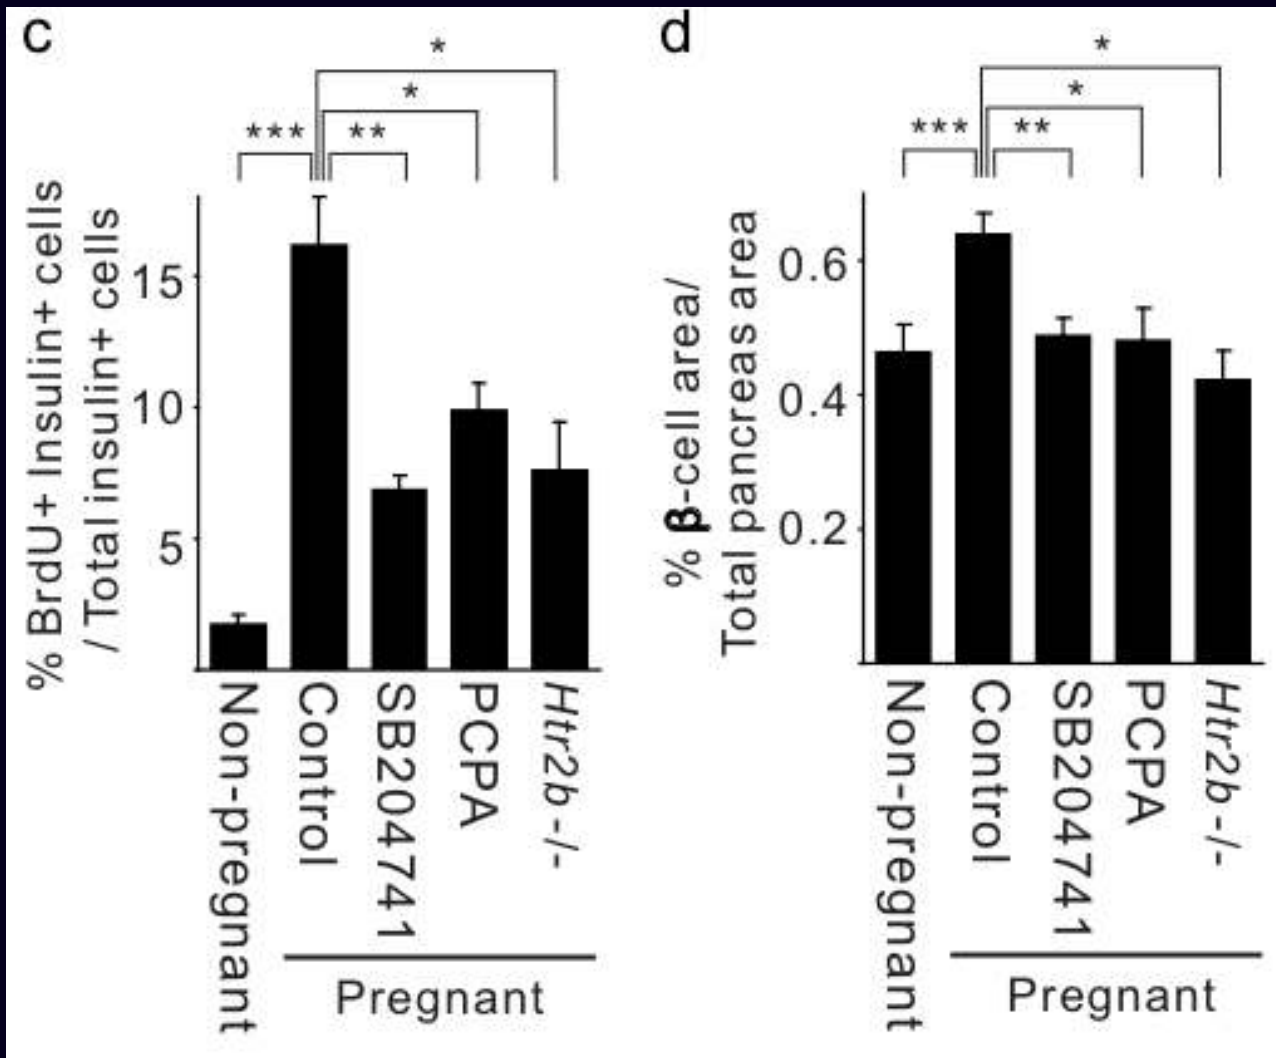 c
*
*
***
**
% BrdU+ Insulin+ cells
/ Total insulin+ cells
15
10
5
Non-pregnant
Control
SB204741
PCPA
Htr2b -/-
Pregnant
d
*
*
***
**
% β-cell area/
Total pancreas area
0.6
0.4
0.2
Non-pregnant
Control
SB204741
PCPA
Htr2b -/-
Pregnant